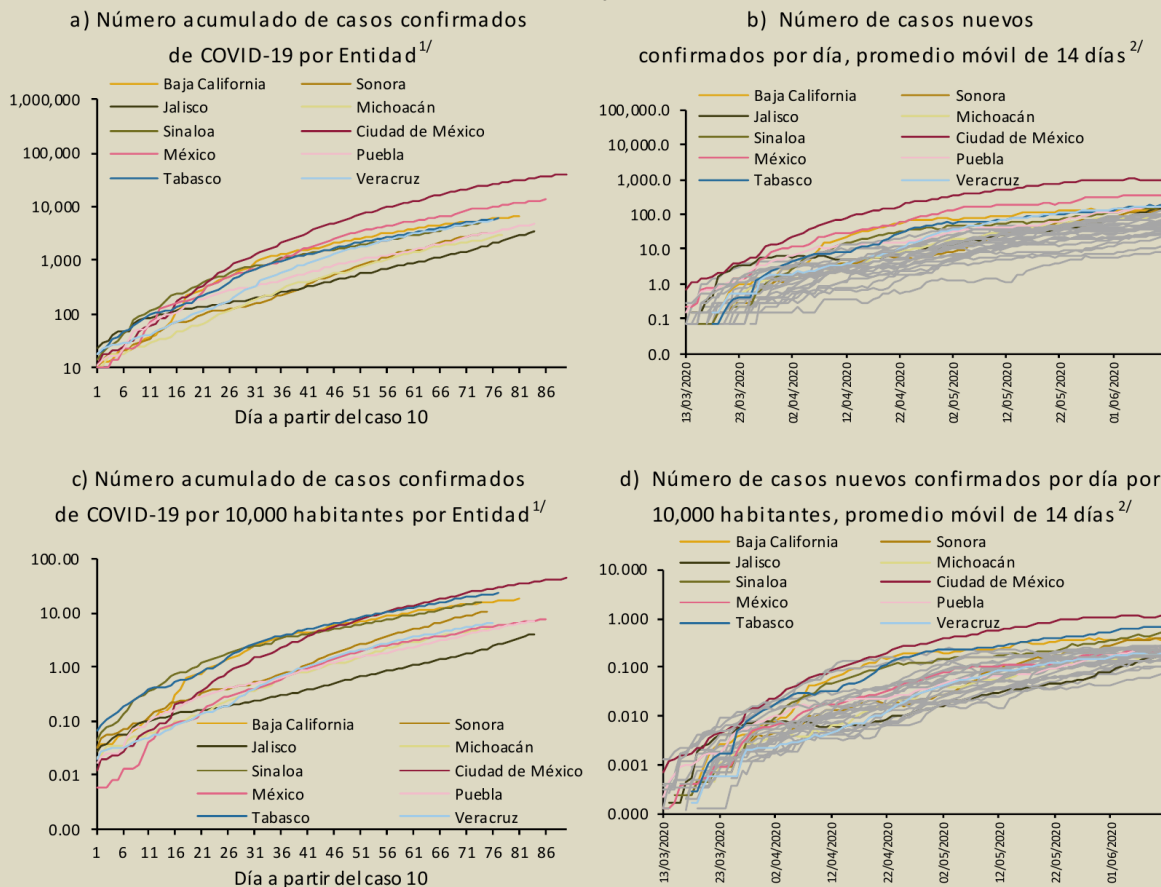 a) Número acumulado de casos confirmados
de COVID-19 por Entidad 1/
Baja California
Sonora
Jalisco
Michoacán
Sinaloa
Ciudad de México
México
Puebla
Tabasco
Veracruz
1,000,000
100,000
10,000
1,000
100
10
1 6 11 16 21 26 31 36 41 46 51 56 61 66 71 76 81 86
Día a partir del caso 10
b) Número de casos nuevos
confirmados por día, promedio móvil de 14 días 2/
Baja California
Sonora
Jalisco
Michoacán
Sinaloa
Ciudad de México
México
Puebla
Tabasco
Veracruz
100,000.0
10,000.0
1,000.0
100.0
10.0
1.0
0.1
0.0
13/03/2020
23/03/2020
02/04/2020
12/04/2020
22/04/2020
02/05/2020
12/05/2020
22/05/2020
01/06/2020
c) Número acumulado de casos confirmados
de COVID-19 por 10,000 habitantes por Entidad 1/
100.00
10.00
1.00
0.10
0.01
0.00
Baja California
Sonora
Jalisco
Michoacán
Sinaloa
Ciudad de México
México
Puebla
Tabasco
Veracruz
1 6 11 16 21 26 31 36 41 46 51 56 61 66 71 76 81 86
Día a partir del caso 10
d) Número de casos nuevos confirmados por día por
10,000 habitantes, promedio móvil de 14 días 2/
Baja California
Sonora
Jalisco
Michoacán
Sinaloa
Ciudad de México
México
Puebla
Tabasco
Veracruz
10.000
1.000
0.100
0.010
0.001
0.000
13/03/2020
23/03/2020
02/04/2020
12/04/2020
22/04/2020
02/05/2020
12/05/2020
22/05/2020
01/06/2020